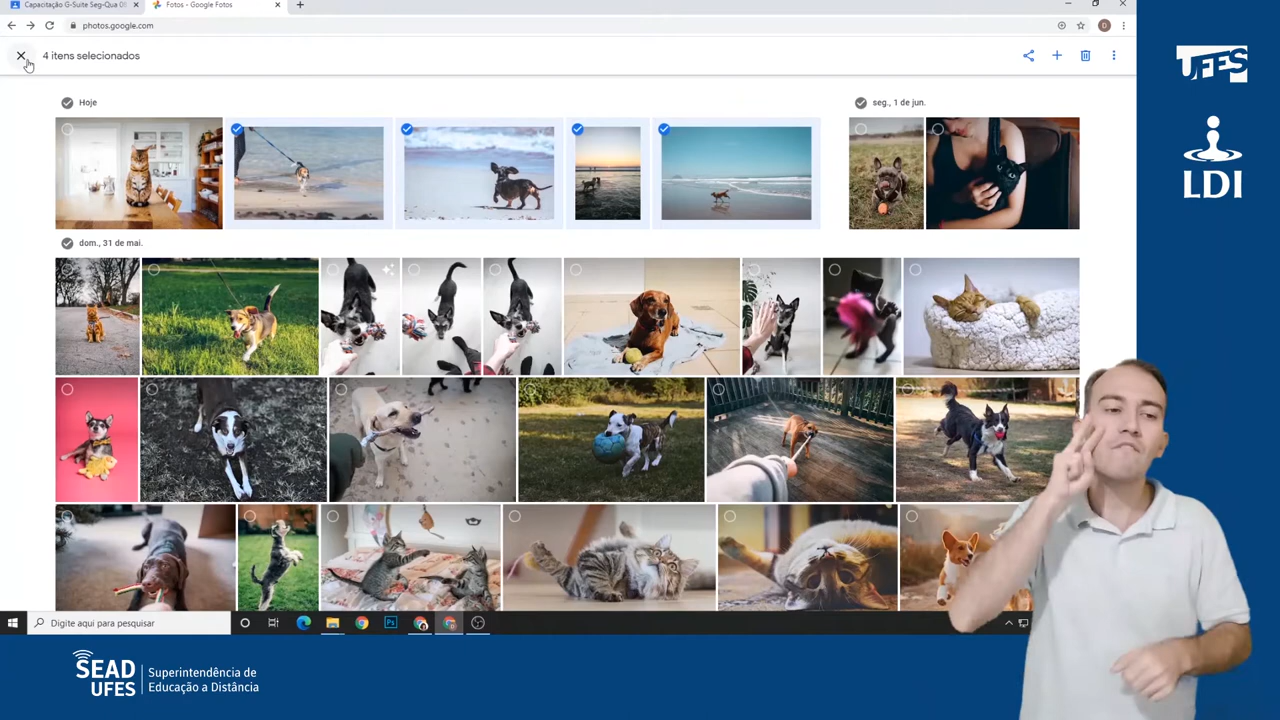 Capacitação G-Suite Seg-Qua 08
Fotos - Google Fotos
photos.google.com
D
4 itens selecionados
Hoje
seg., 1 de jun.
dom., 31 de mai.
Digite aqui para pesquisar
Ps
UFES
LDI
SEAD
UFES
Superintendência de
Educação a Distância